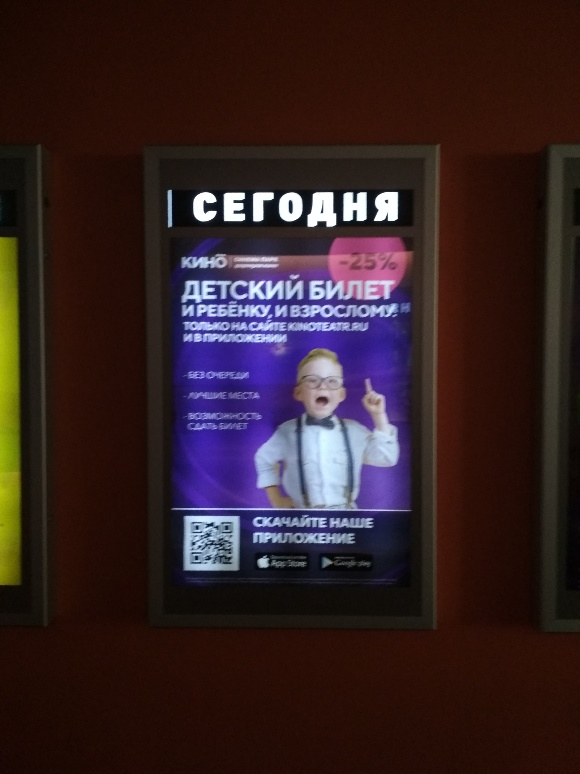 СЕГОДНЯ
КИНО
-25%
ДЕТСКИЙ БИЛЕТ
И РЕБЁНКУ, И ВЗРОСЛОМУ!
ТОЛЬКО НА САЙТЕ KINOTEATR.RU
И В ПРИЛОЖЕНИИ
- БЕЗ ОЧЕРЕДИ
- ЛУЧШИЕ МЕСТА
- ВОЗМОЖНОСТЬ
СДАТЬ БИЛЕТ
СКАЧАЙТЕ НАШЕ
ПРИЛОЖЕНИЕ
App Store
Google play